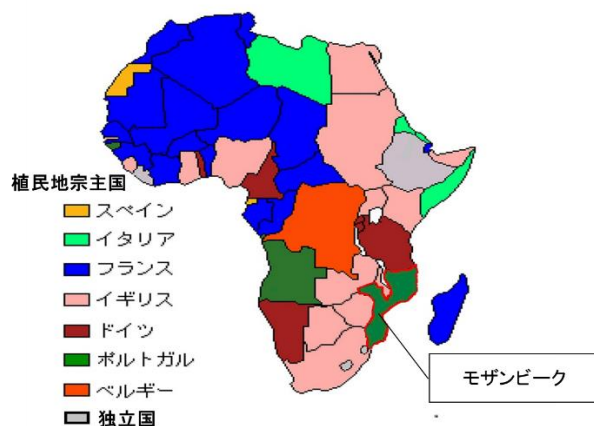 植民地宗主国
スペイン
イタリア
フランス
イギリス
ドイツ
ポルトガル
ベルギー
独立国
モザンビーク